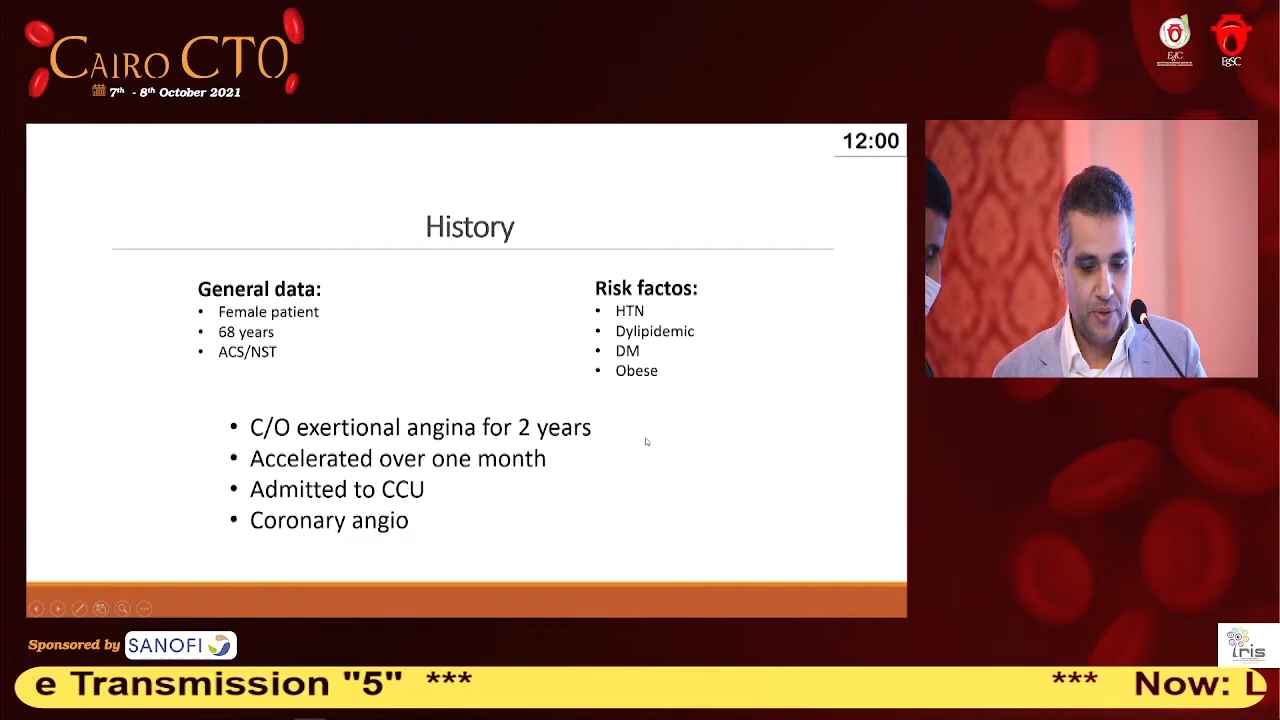 CAIRO CTO
7th - 8th October 2021
EgSC
12:00
History
General data:
• Female patient
• 68 years
• ACS/NST
Risk factos:
• HTN
• Dylipidemic
• DM
• Obese
• C/O exertional angina for 2 years
• Accelerated over one month
• Admitted to CCU
• Coronary angio
Sponsored by SANOFI
iris
e Transmission "5" *** *** Now: L